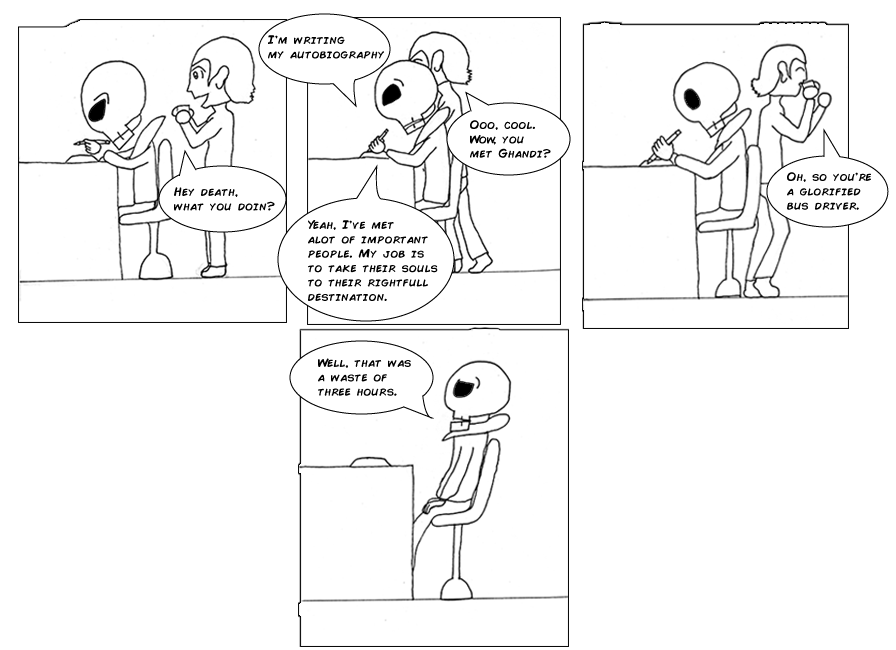 Hey death,
what you doin?
I'm writing
my autobiography
Ooo, cool.
Wow, you
met Ghandi?
Yeah, I've met
alot of important
people. My job is
to take their souls
to their rightfull
destination.
Oh, so you're
a glorified
bus driver.
Well, that was
a waste of
three hours.